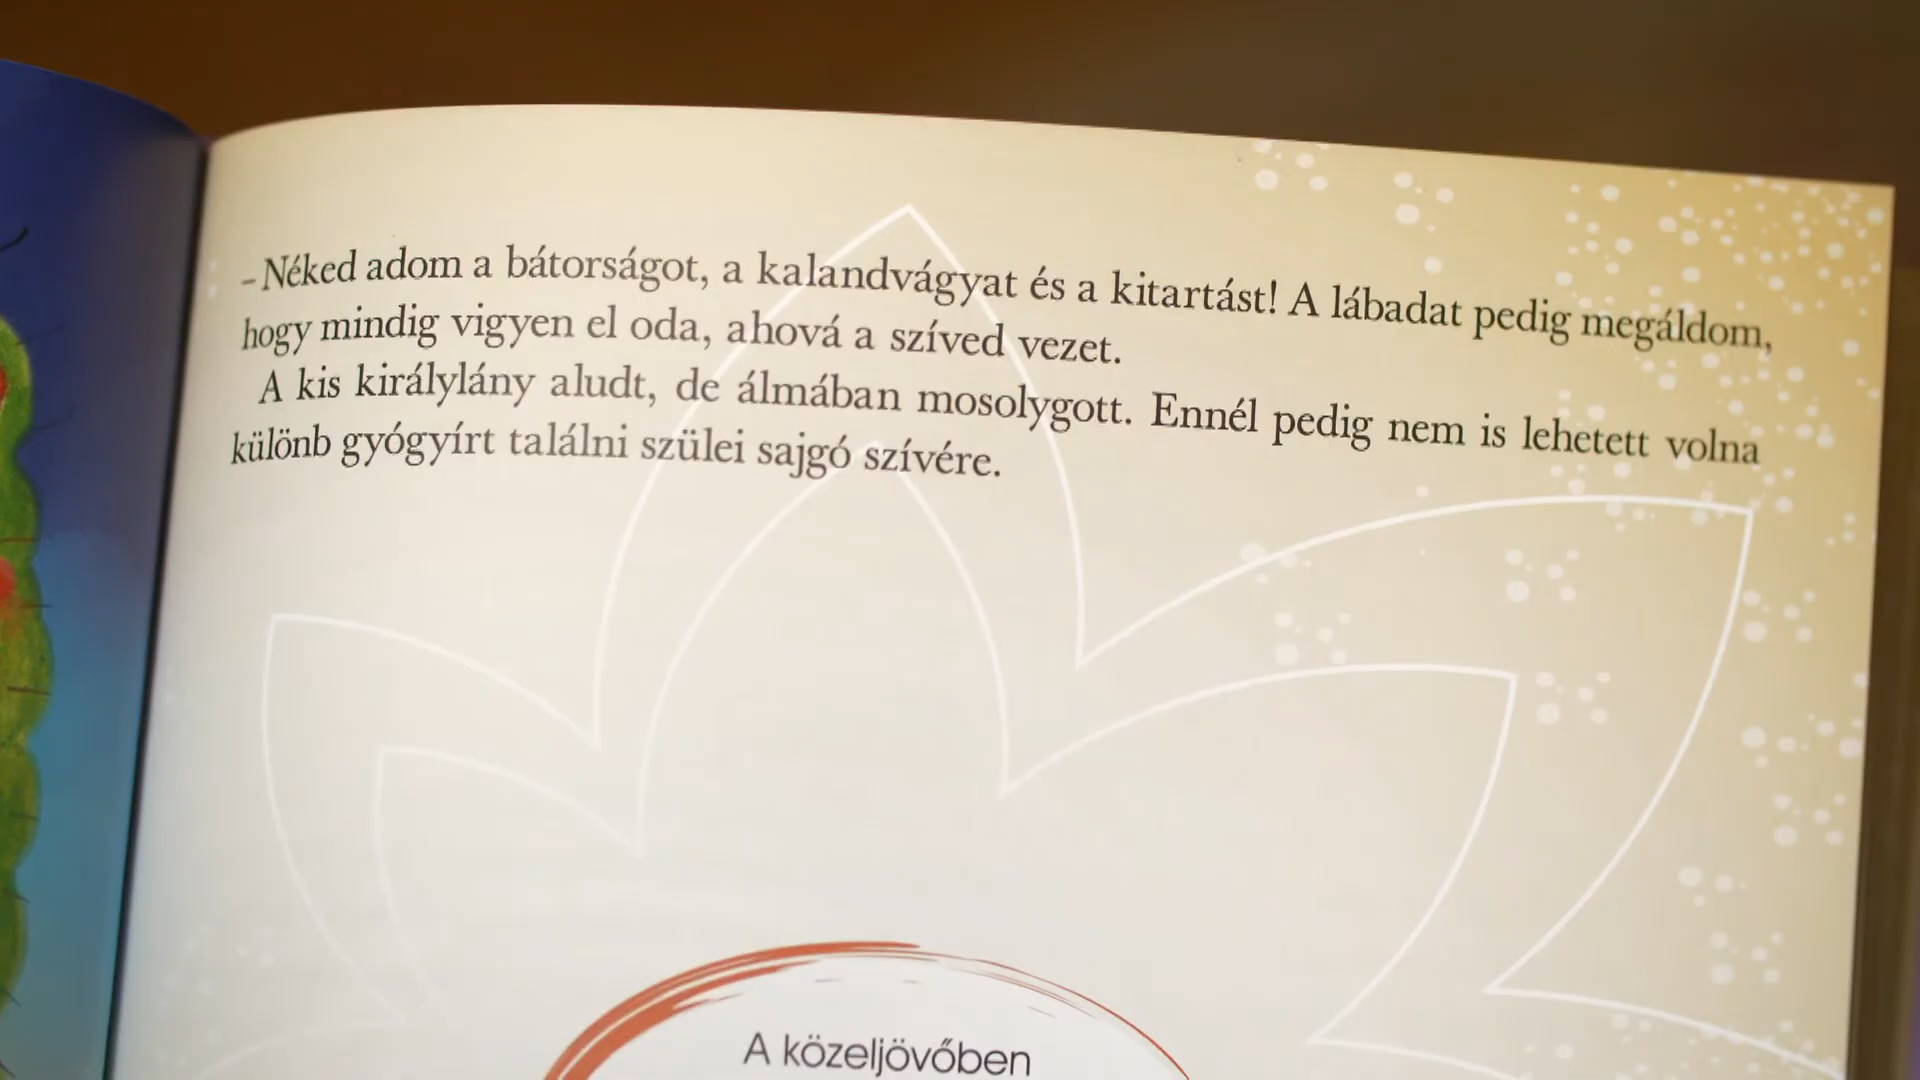 – Néked adom a bátorságot, a kalandvágyat és a kitartást! A lábadat pedig megáldom,
hogy mindig vigyen el oda, ahová a szíved vezet.
A kis királylány aludt, de álmában mosolygott. Ennél pedig nem is lehetett volna
különb gyógyírt találni szülei sajgó szívére.
A közeljövőben